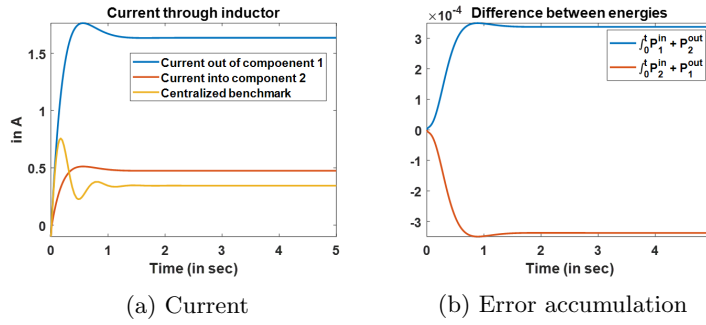 Current through inductor
in A
1.5
1
0.5
0
Current out of compoenent 1
Current into component 2
Centralized benchmark
0 1 2 3 4 5
Time (in sec)
(a) Current
Difference between energies
×10⁻⁴
3
2
1
0
-1
-2
-3
∫₀ᵗ P₁ⁱⁿ + P₂ᵒᵘᵗ
∫₀ᵗ P₂ⁱⁿ + P₁ᵒᵘᵗ
0 1 2 3 4
Time (in sec)
(b) Error accumulation